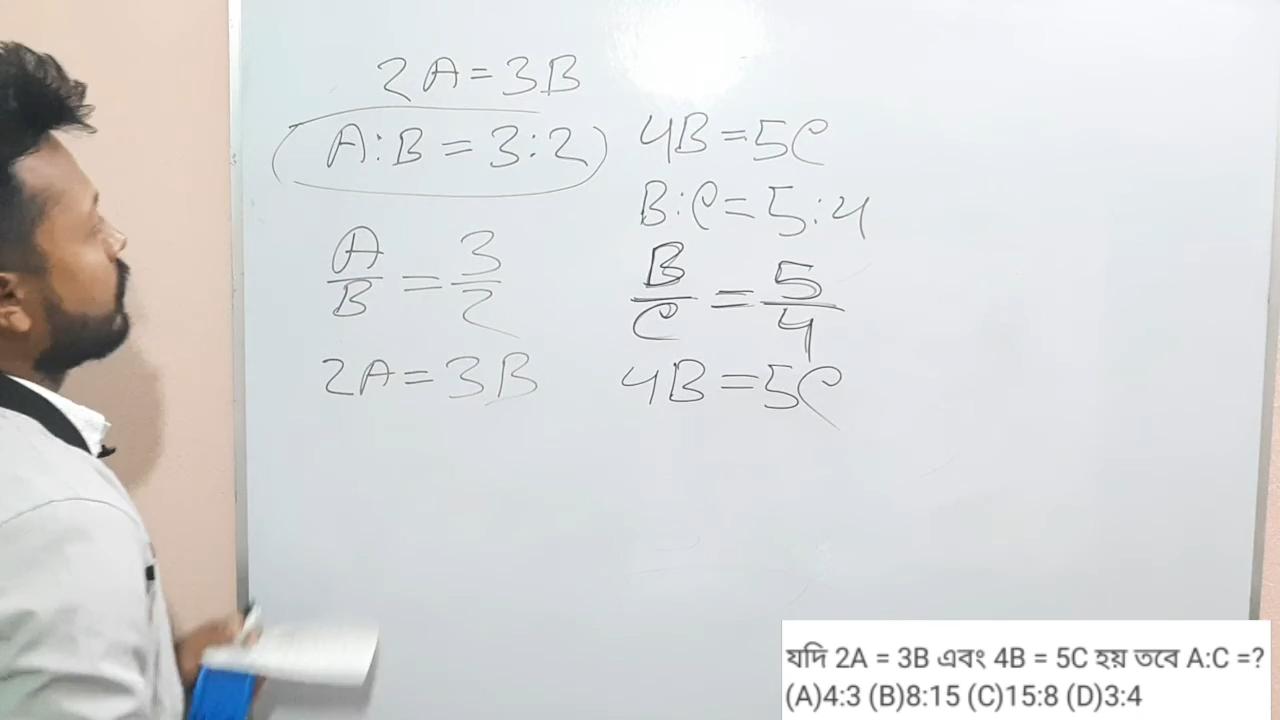 2A = 3B
A:B = 3:2
A/B = 3/2
2A = 3B
4B = 5C
B:C = 5:4
B/C = 5/4
4B = 5C
যদি 2A = 3B এবং 4B = 5C হয় তবে A:C =?
(A)4:3 (B)8:15 (C)15:8 (D)3:4